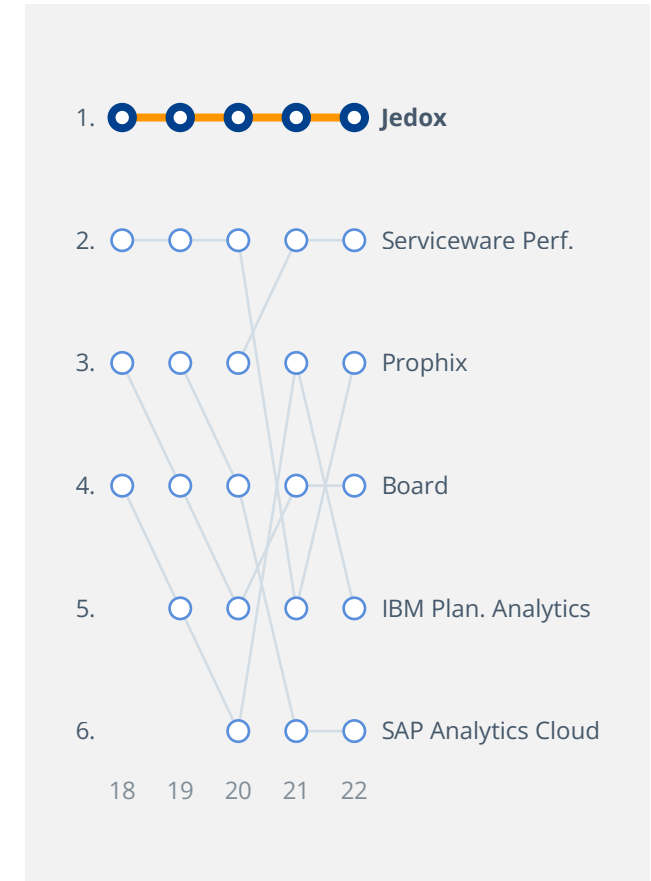 1. Jedox
2. Serviceware Perf.
3. Prophix
4. Board
5. IBM Plan. Analytics
6. SAP Analytics Cloud
18 19 20 21 22